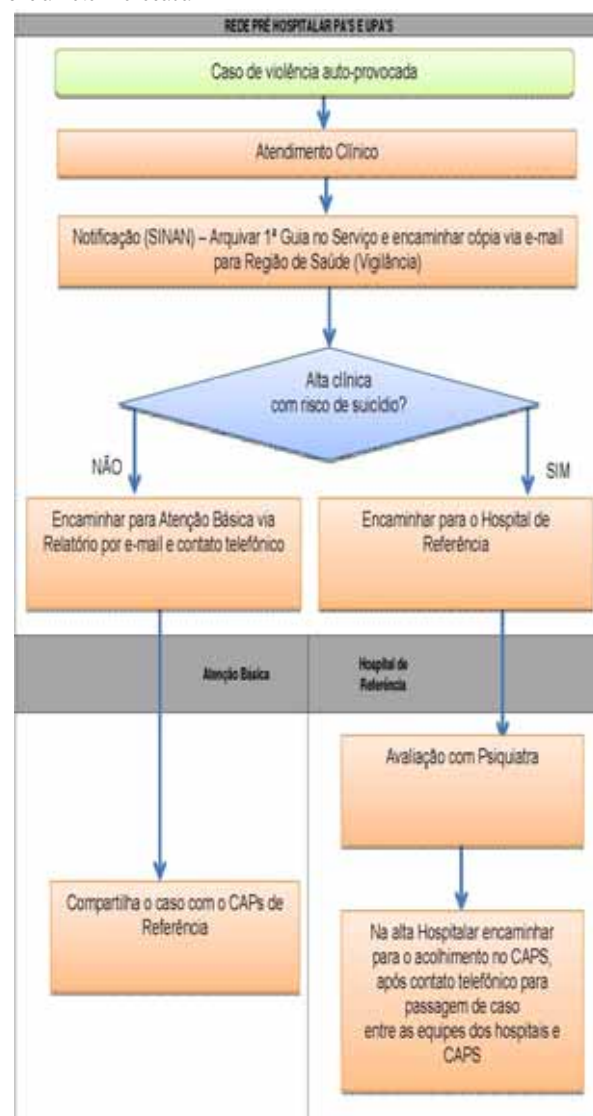 REDE PRÉ HOSPITALAR PA'S E UPA'S
Caso de violência auto-provocada
Atendimento Clínico
Notificação (SINAN) – Arquivar 1ª Guia no Serviço e encaminhar cópia via e-mail
para Região de Saúde (Vigilância)
Alta clínica
com risco de suicídio?
NÃO
SIM
Encaminhar para Atenção Básica via
Relatório por e-mail e contato telefônico
Encaminhar para o Hospital de
Referência
Atenção Básica
Hospital de
Referência
Avaliação com Psiquiatra
Compartilha o caso com o CAPs de
Referência
Na alta Hospitalar encaminhar
para o acolhimento no CAPS,
após contato telefônico para
passagem de caso
entre as equipes dos hospitais e
CAPS